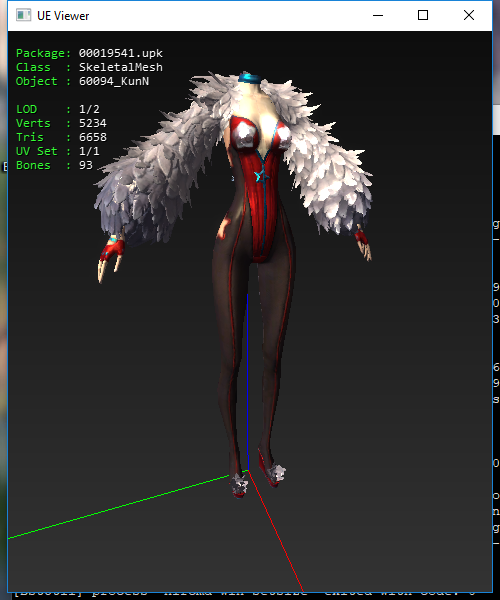 UE Viewer
Package: 00019541.upk
Class : SkeletalMesh
Object : 60094_KunN
LOD : 1/2
Verts : 5234
Tris : 6658
UV Set : 1/1
Bones : 93